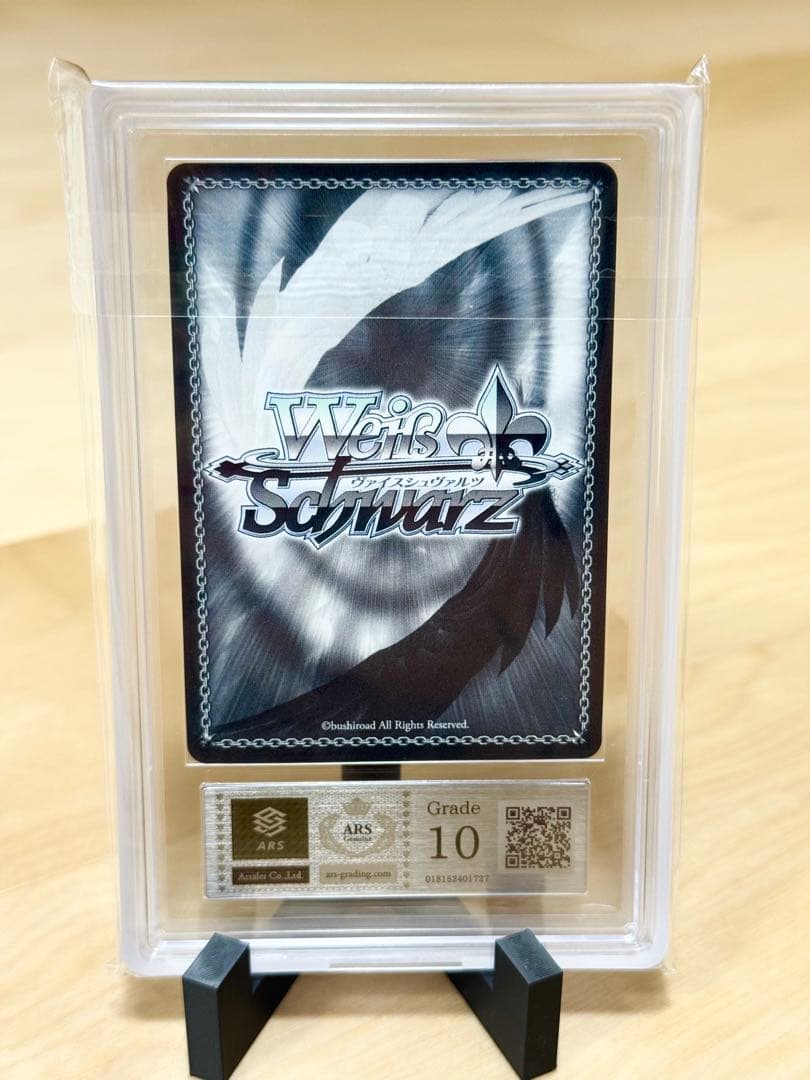 Weiß
ヴァイスシュヴァルツ
Schwarz
©bushiroad All Rights Reserved.
ARS
Arsales Co.,Ltd.
ARS
Genuine
ars-grading.com
Grade
10
018152401727